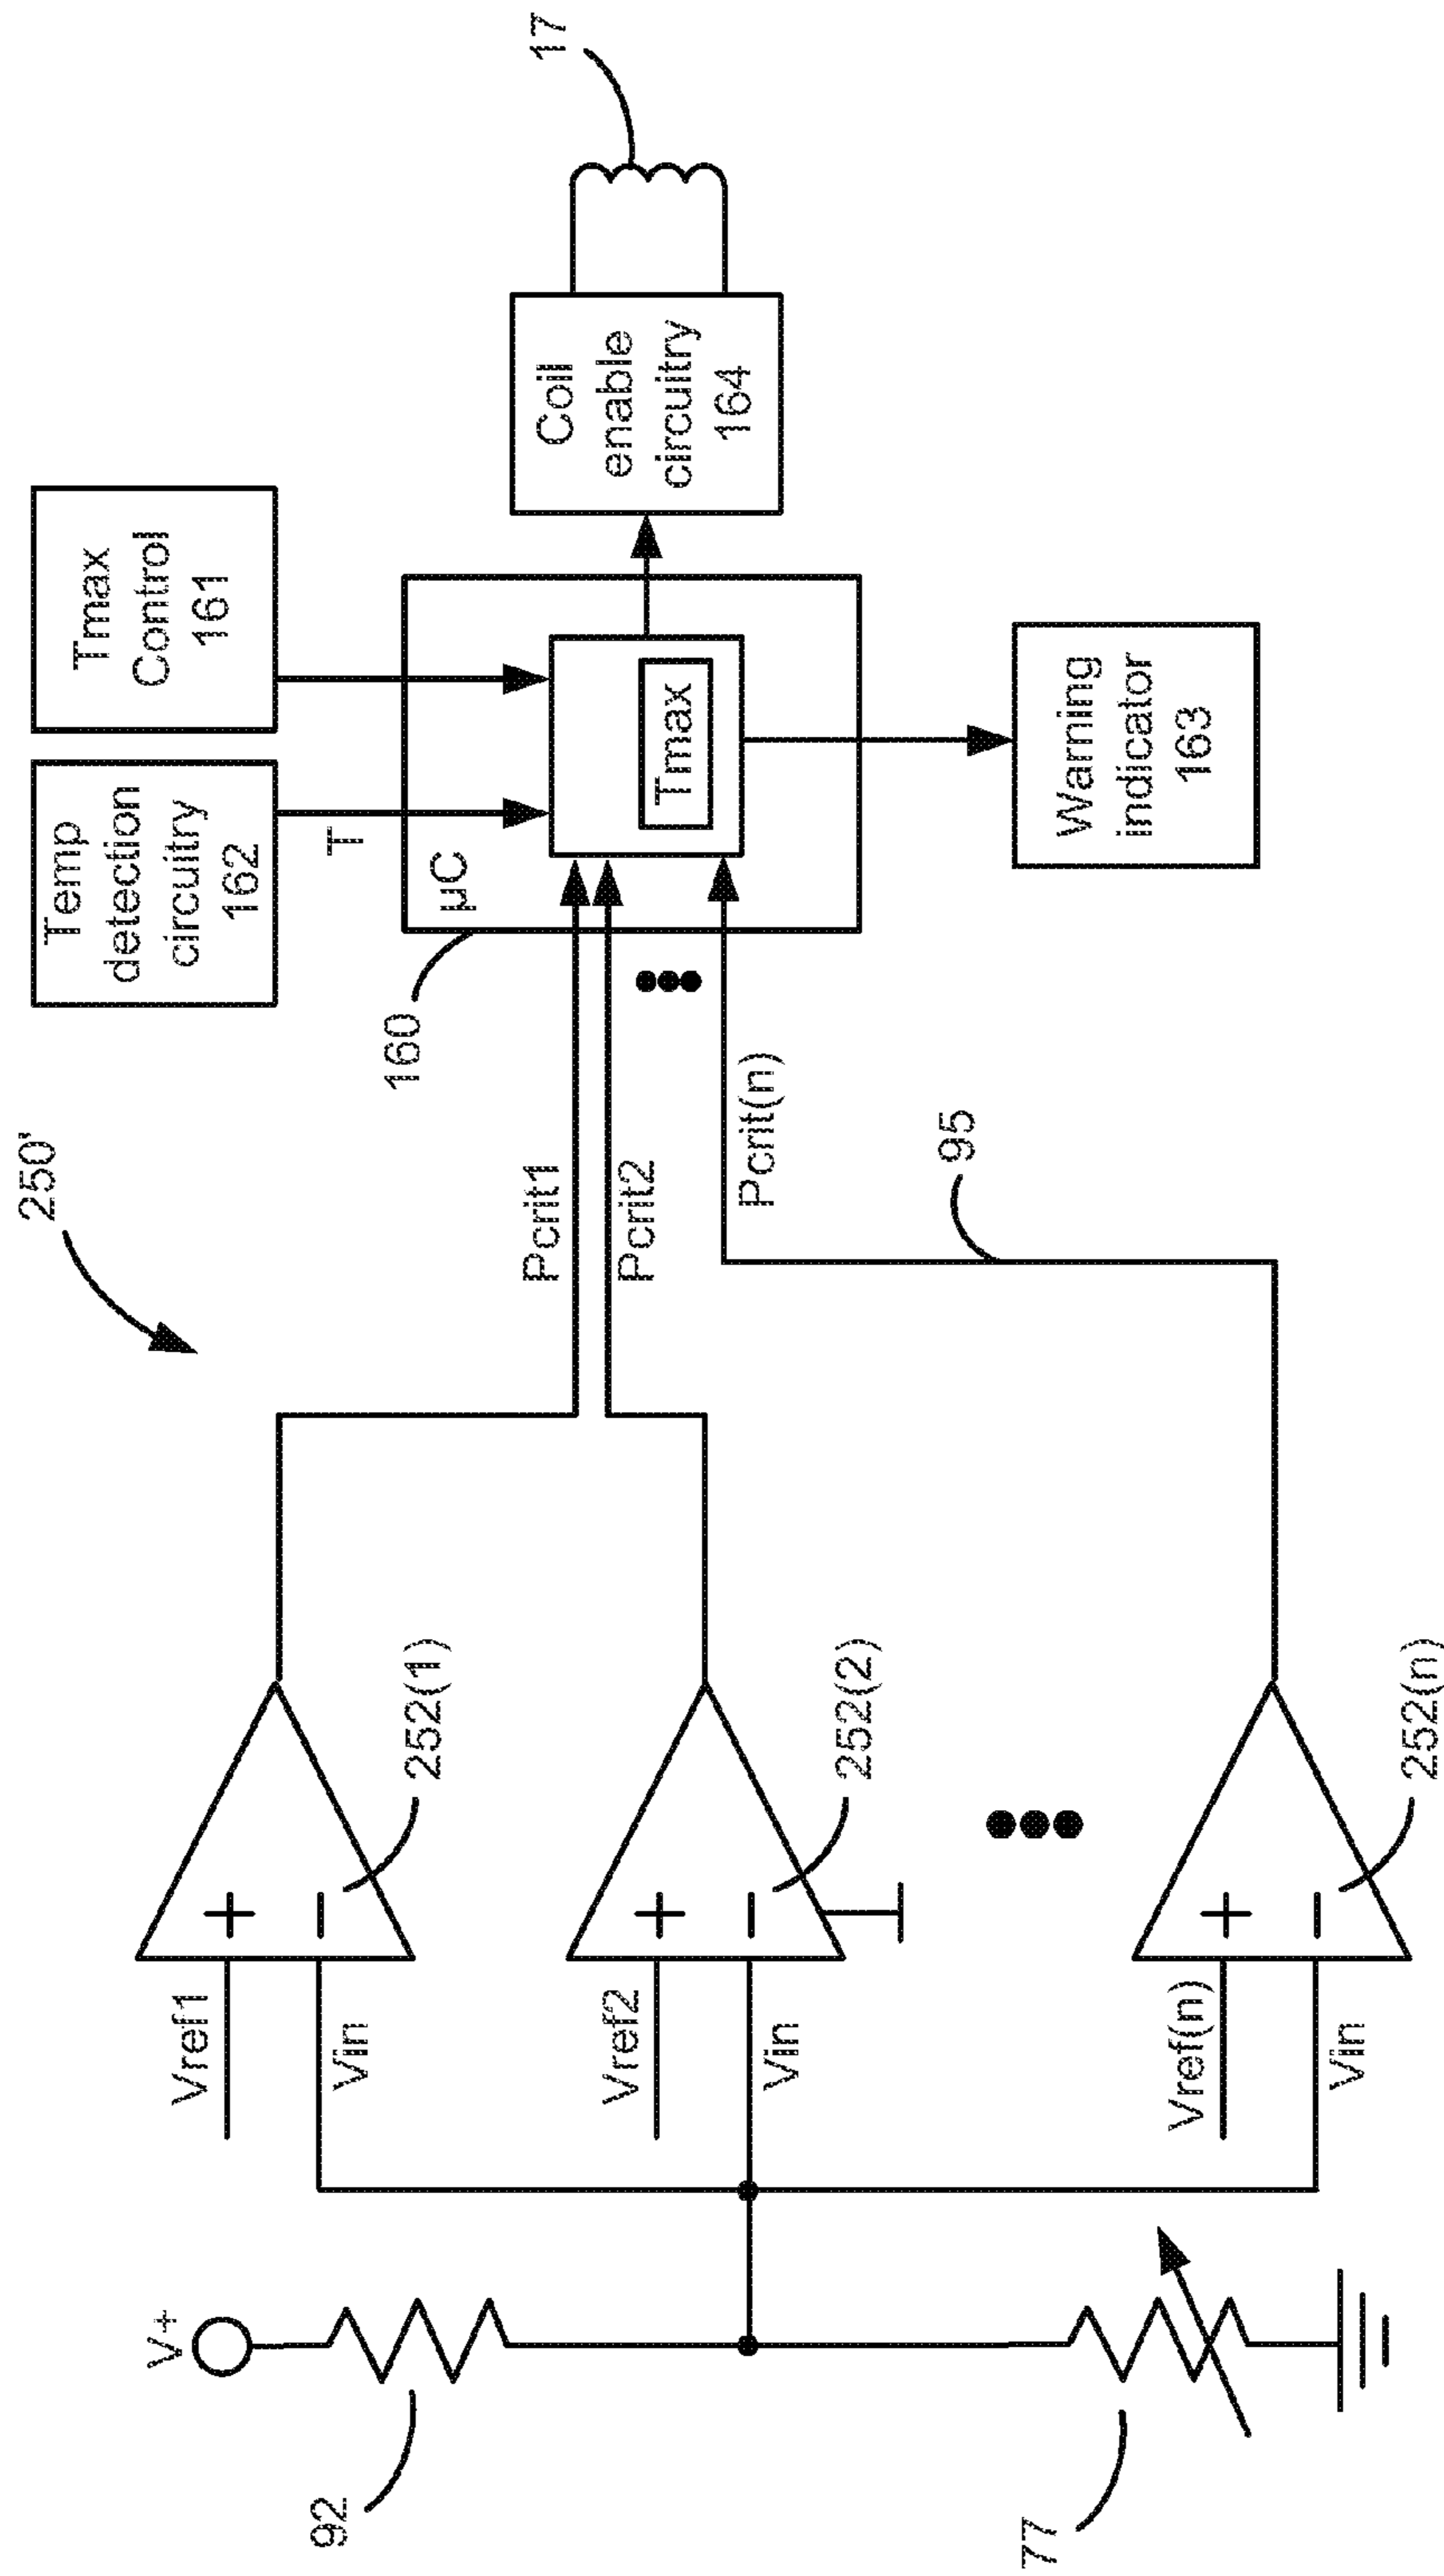 250'
V+
92
77
Vref1
Vin
+
−
252(1)
Vref2
Vin
+
−
252(2)
Vref(n)
Vin
+
−
252(n)
Pcrit1
Pcrit2
Pcrit(n)
95
160
µC
T
Temp
detection
circuitry
162
Tmax
Control
161
Tmax
Coil
enable
circuitry
164
17
Warning
indicator
163